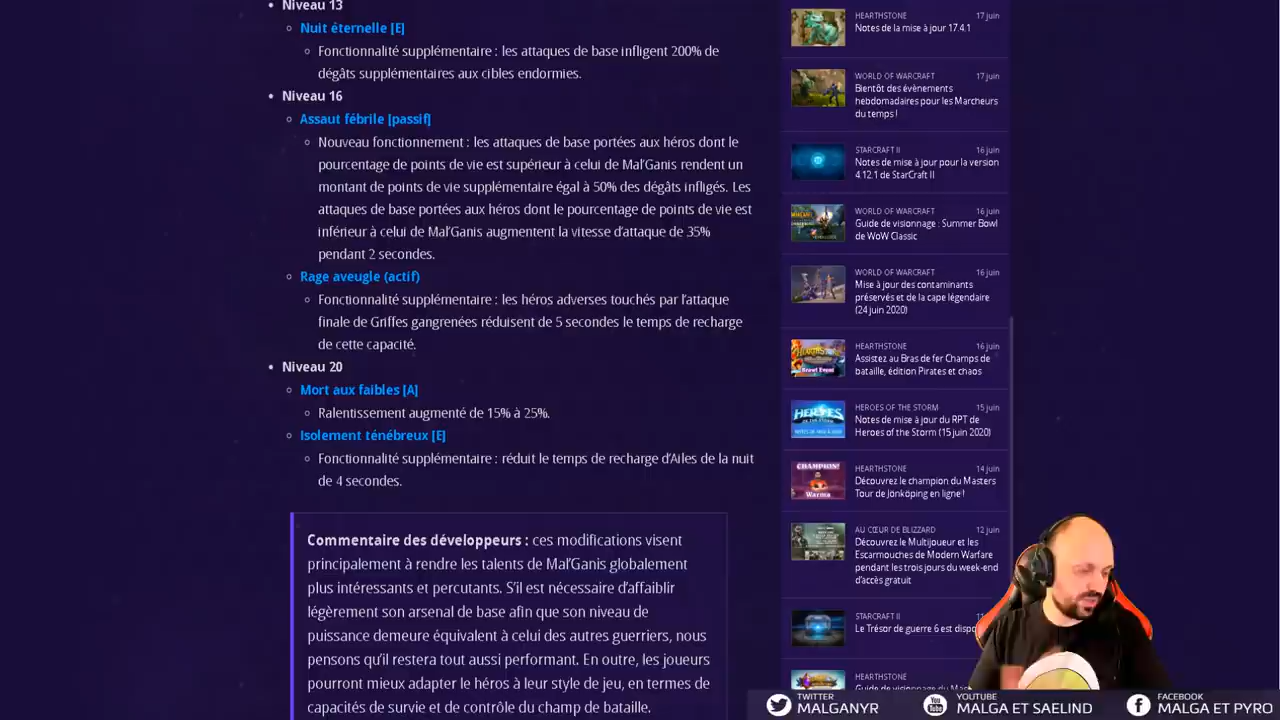 Niveau 13
Nuit éternelle [E]
Fonctionnalité supplémentaire : les attaques de base infligent 200% de
dégâts supplémentaires aux cibles endormies.
Niveau 16
Assaut fébrile [passif]
Nouveau fonctionnement : les attaques de base portées aux héros dont le
pourcentage de points de vie est supérieur à celui de Mal'Ganis rendent un
montant de points de vie supplémentaire égal à 50% des dégâts infligés. Les
attaques de base portées aux héros dont le pourcentage de points de vie est
inférieur à celui de Mal'Ganis augmentent la vitesse d'attaque de 35%
pendant 2 secondes.
Rage aveugle (actif)
Fonctionnalité supplémentaire : les héros adverses touchés par l'attaque
finale de Griffes gangrenées réduisent de 5 secondes le temps de recharge
de cette capacité.
Niveau 20
Mort aux faibles [A]
Ralentissement augmenté de 15% à 25%.
Isolement ténébreux [E]
Fonctionnalité supplémentaire : réduit le temps de recharge d'Ailes de la nuit
de 4 secondes.
Commentaire des développeurs : ces modifications visent
principalement à rendre les talents de Mal'Ganis globalement
plus intéressants et percutants. S'il est nécessaire d'affaiblir
légèrement son arsenal de base afin que son niveau de
puissance demeure équivalent à celui des autres guerriers, nous
pensons qu'il restera tout aussi performant. En outre, les joueurs
pourront mieux adapter le héros à leur style de jeu, en termes de
capacités de survie et de contrôle du champ de bataille.
HEARTHSTONE 17 juin
Notes de la mise à jour 17.4.1
WORLD OF WARCRAFT 17 juin
Bientôt des évènements
hebdomadaires pour les Marcheurs
du temps !
STARCRAFT II 16 juin
Notes de mise à jour pour la version
4.12.1 de StarCraft II
WORLD OF WARCRAFT 16 juin
Guide de visionnage : Summer Bowl
de WoW Classic
WORLD OF WARCRAFT 16 juin
Mise à jour des contaminants
préservés et de la cape légendaire
(24 juin 2020)
HEARTHSTONE 16 juin
Assistez au Bras de fer Champs de
bataille, édition Pirates et chaos
HEROES OF THE STORM 15 juin
HEROES
Notes de mise à jour du RPT de
Heroes of the Storm (15 juin 2020)
HEARTHSTONE 14 juin
CHAMPION!
Warma
Découvrez le champion du Masters
Tour de Jönköping en ligne !
AU CŒUR DE BLIZZARD 12 juin
Découvrez le Multijoueur et les
Escarmouches de Modern Warfare
pendant les trois jours du week-end
d'accès gratuit
STARCRAFT II
Le Trésor de guerre 6 est dispo
HEARTHSTONE
Guide de visionnage du Mas
TWITTER
MALGANYR
YOUTUBE
MALGA ET SAELIND
FACEBOOK
MALGA ET PYRO